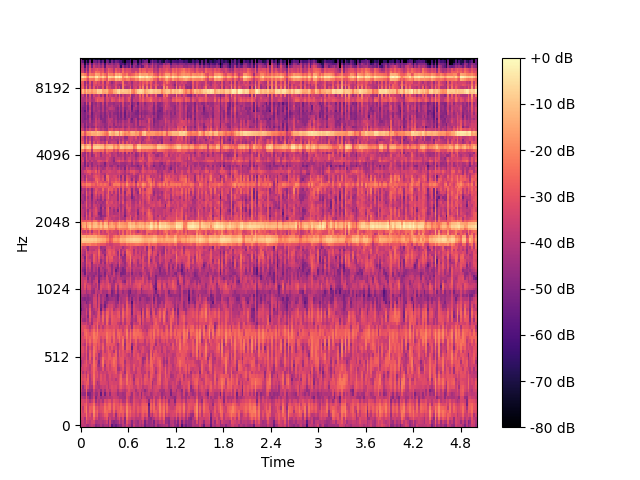 8192
4096
2048
1024
512
0
Hz
0 0.6 1.2 1.8 2.4 3 3.6 4.2 4.8
Time
+0 dB
-10 dB
-20 dB
-30 dB
-40 dB
-50 dB
-60 dB
-70 dB
-80 dB